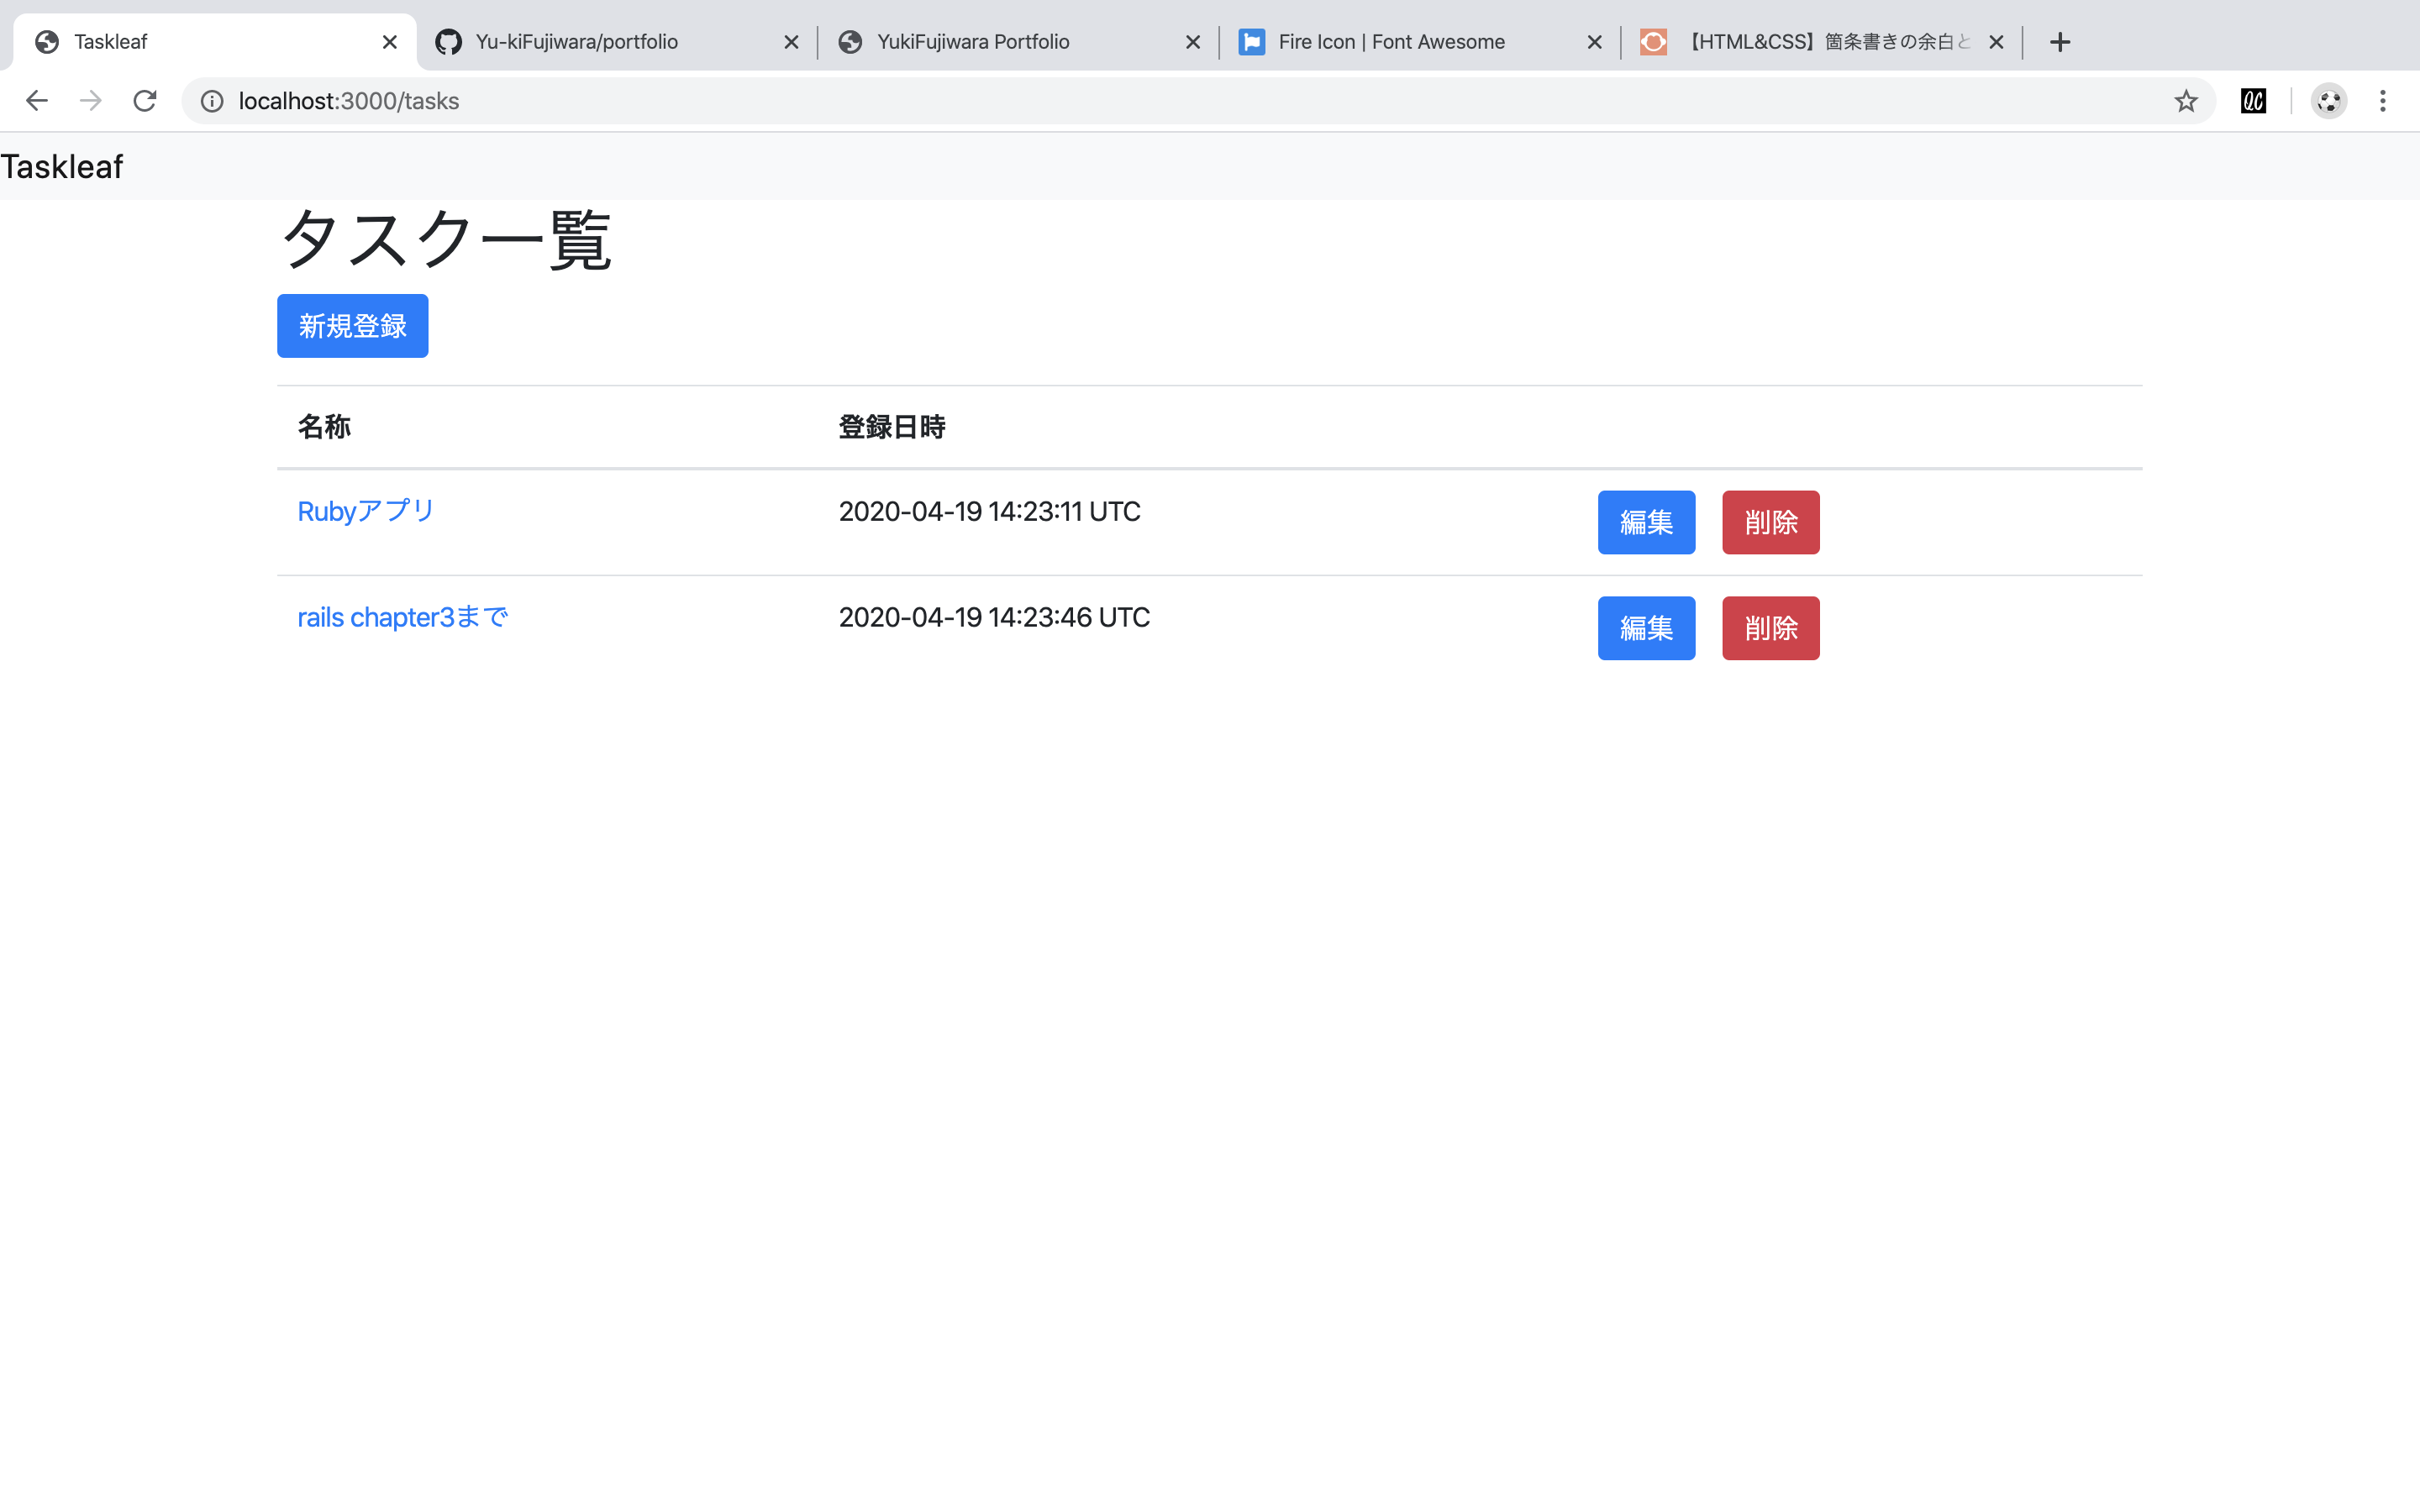 Taskleaf
Yu-kiFujiwara/portfolio
YukiFujiwara Portfolio
Fire Icon | Font Awesome
【HTML&CSS】箇条書きの余白と
localhost:3000/tasks
QC
Taskleaf
タスク一覧
新規登録
名称 登録日時
Rubyアプリ 2020-04-19 14:23:11 UTC 編集 削除
rails chapter3まで 2020-04-19 14:23:46 UTC 編集 削除